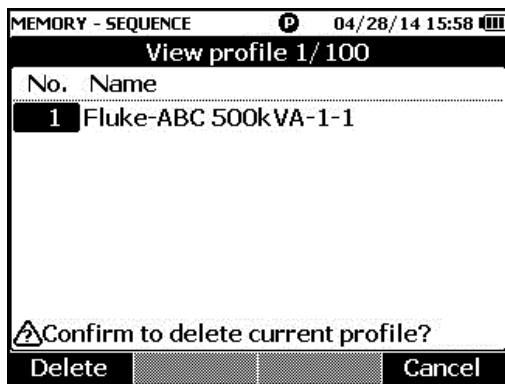 MEMORY - SEQUENCE P 04/28/14 15:58
View profile 1/100
No. Name
1 Fluke-ABC 500kVA-1-1
Confirm to delete current profile?
Delete Cancel